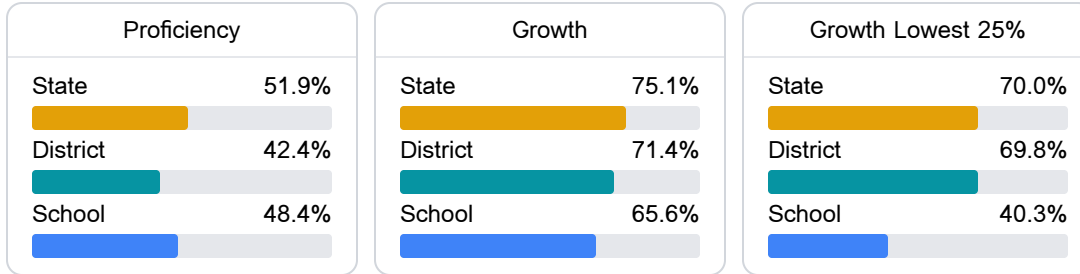 Proficiency
State 51.9%
District 42.4%
School 48.4%
Growth
State 75.1%
District 71.4%
School 65.6%
Growth Lowest 25%
State 70.0%
District 69.8%
School 40.3%